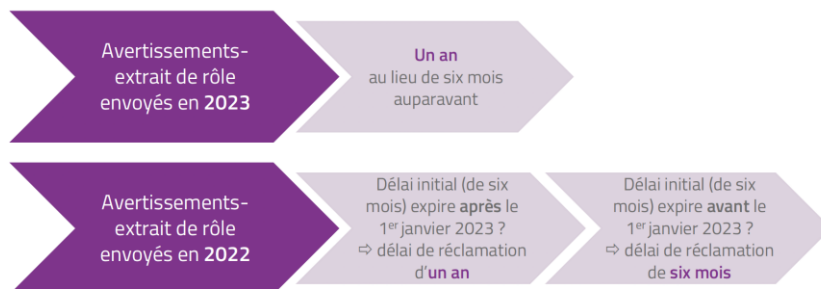 Avertissements-
extrait de rôle
envoyés en 2023
Un an
au lieu de six mois
auparavant
Avertissements-
extrait de rôle
envoyés en 2022
Délai initial (de six
mois) expire après le
1er janvier 2023 ?
⇨ délai de réclamation
d'un an
Délai initial (de six
mois) expire avant le
1er janvier 2023 ?
⇨ délai de réclamation
de six mois